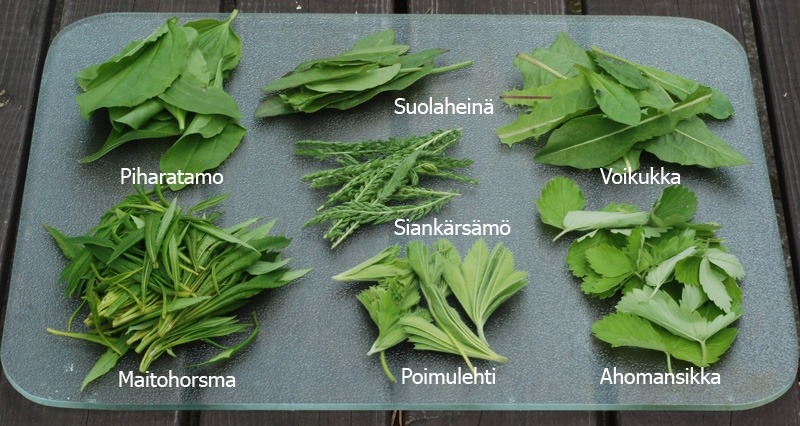 Suolaheinä
Piharatamo
Voikukka
Siankärsämö
Maitohorsma
Poimulehti
Ahomansikka